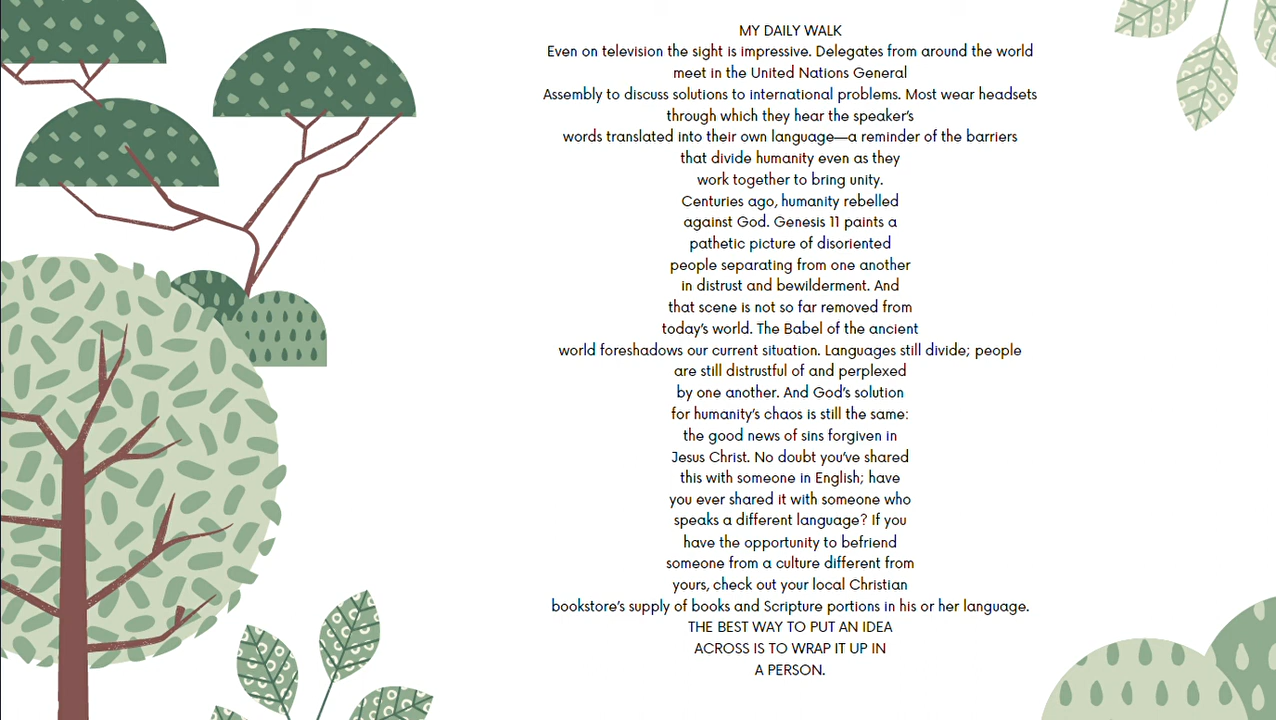 MY DAILY WALK
Even on television the sight is impressive. Delegates from around the world
meet in the United Nations General
Assembly to discuss solutions to international problems. Most wear headsets
through which they hear the speaker's
words translated into their own language—a reminder of the barriers
that divide humanity even as they
work together to bring unity.
Centuries ago, humanity rebelled
against God. Genesis 11 paints a
pathetic picture of disoriented
people separating from one another
in distrust and bewilderment. And
that scene is not so far removed from
today's world. The Babel of the ancient
world foreshadows our current situation. Languages still divide; people
are still distrustful of and perplexed
by one another. And God's solution
for humanity's chaos is still the same:
the good news of sins forgiven in
Jesus Christ. No doubt you've shared
this with someone in English; have
you ever shared it with someone who
speaks a different language? If you
have the opportunity to befriend
someone from a culture different from
yours, check out your local Christian
bookstore's supply of books and Scripture portions in his or her language.
THE BEST WAY TO PUT AN IDEA
ACROSS IS TO WRAP IT UP IN
A PERSON.